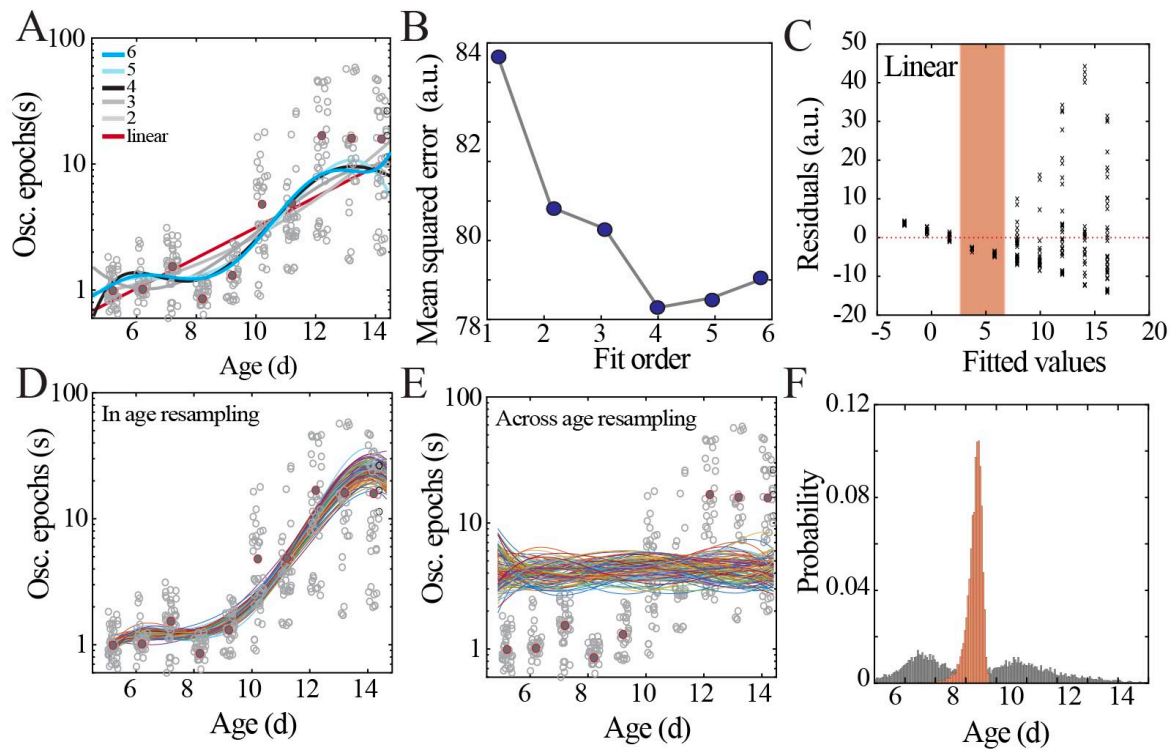 A
Osc. epochs(s)
100
10
1
6
5
4
3
2
linear
6 8 10 12 14
Age (d)
B
Mean squared error (a.u.)
84
82
80
78
1 2 3 4 5 6
Fit order
C
Residuals (a.u.)
50
40
30
20
10
0
-10
-20
Linear
-5 0 5 10 15 20
Fitted values
D
Osc. epochs (s)
100
10
1
In age resampling
6 8 10 12 14
Age (d)
E
Osc. epochs (s)
100
10
1
Across age resampling
6 8 10 12 14
Age (d)
F
Probability
0.12
0.08
0.04
0
6 8 10 12 14
Age (d)